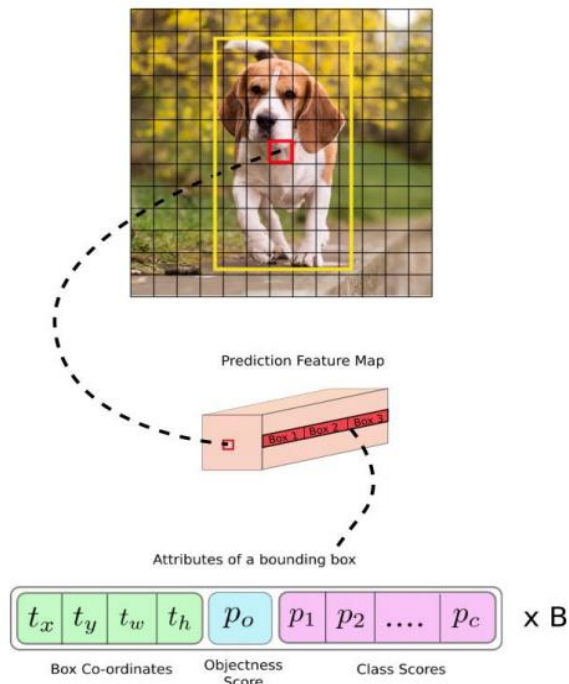 Prediction Feature Map
Box 1 Box 2 Box 3
Attributes of a bounding box
t_x t_y t_w t_h p_o p_1 p_2 .... p_c x B
Box Co-ordinates Objectness Score Class Scores